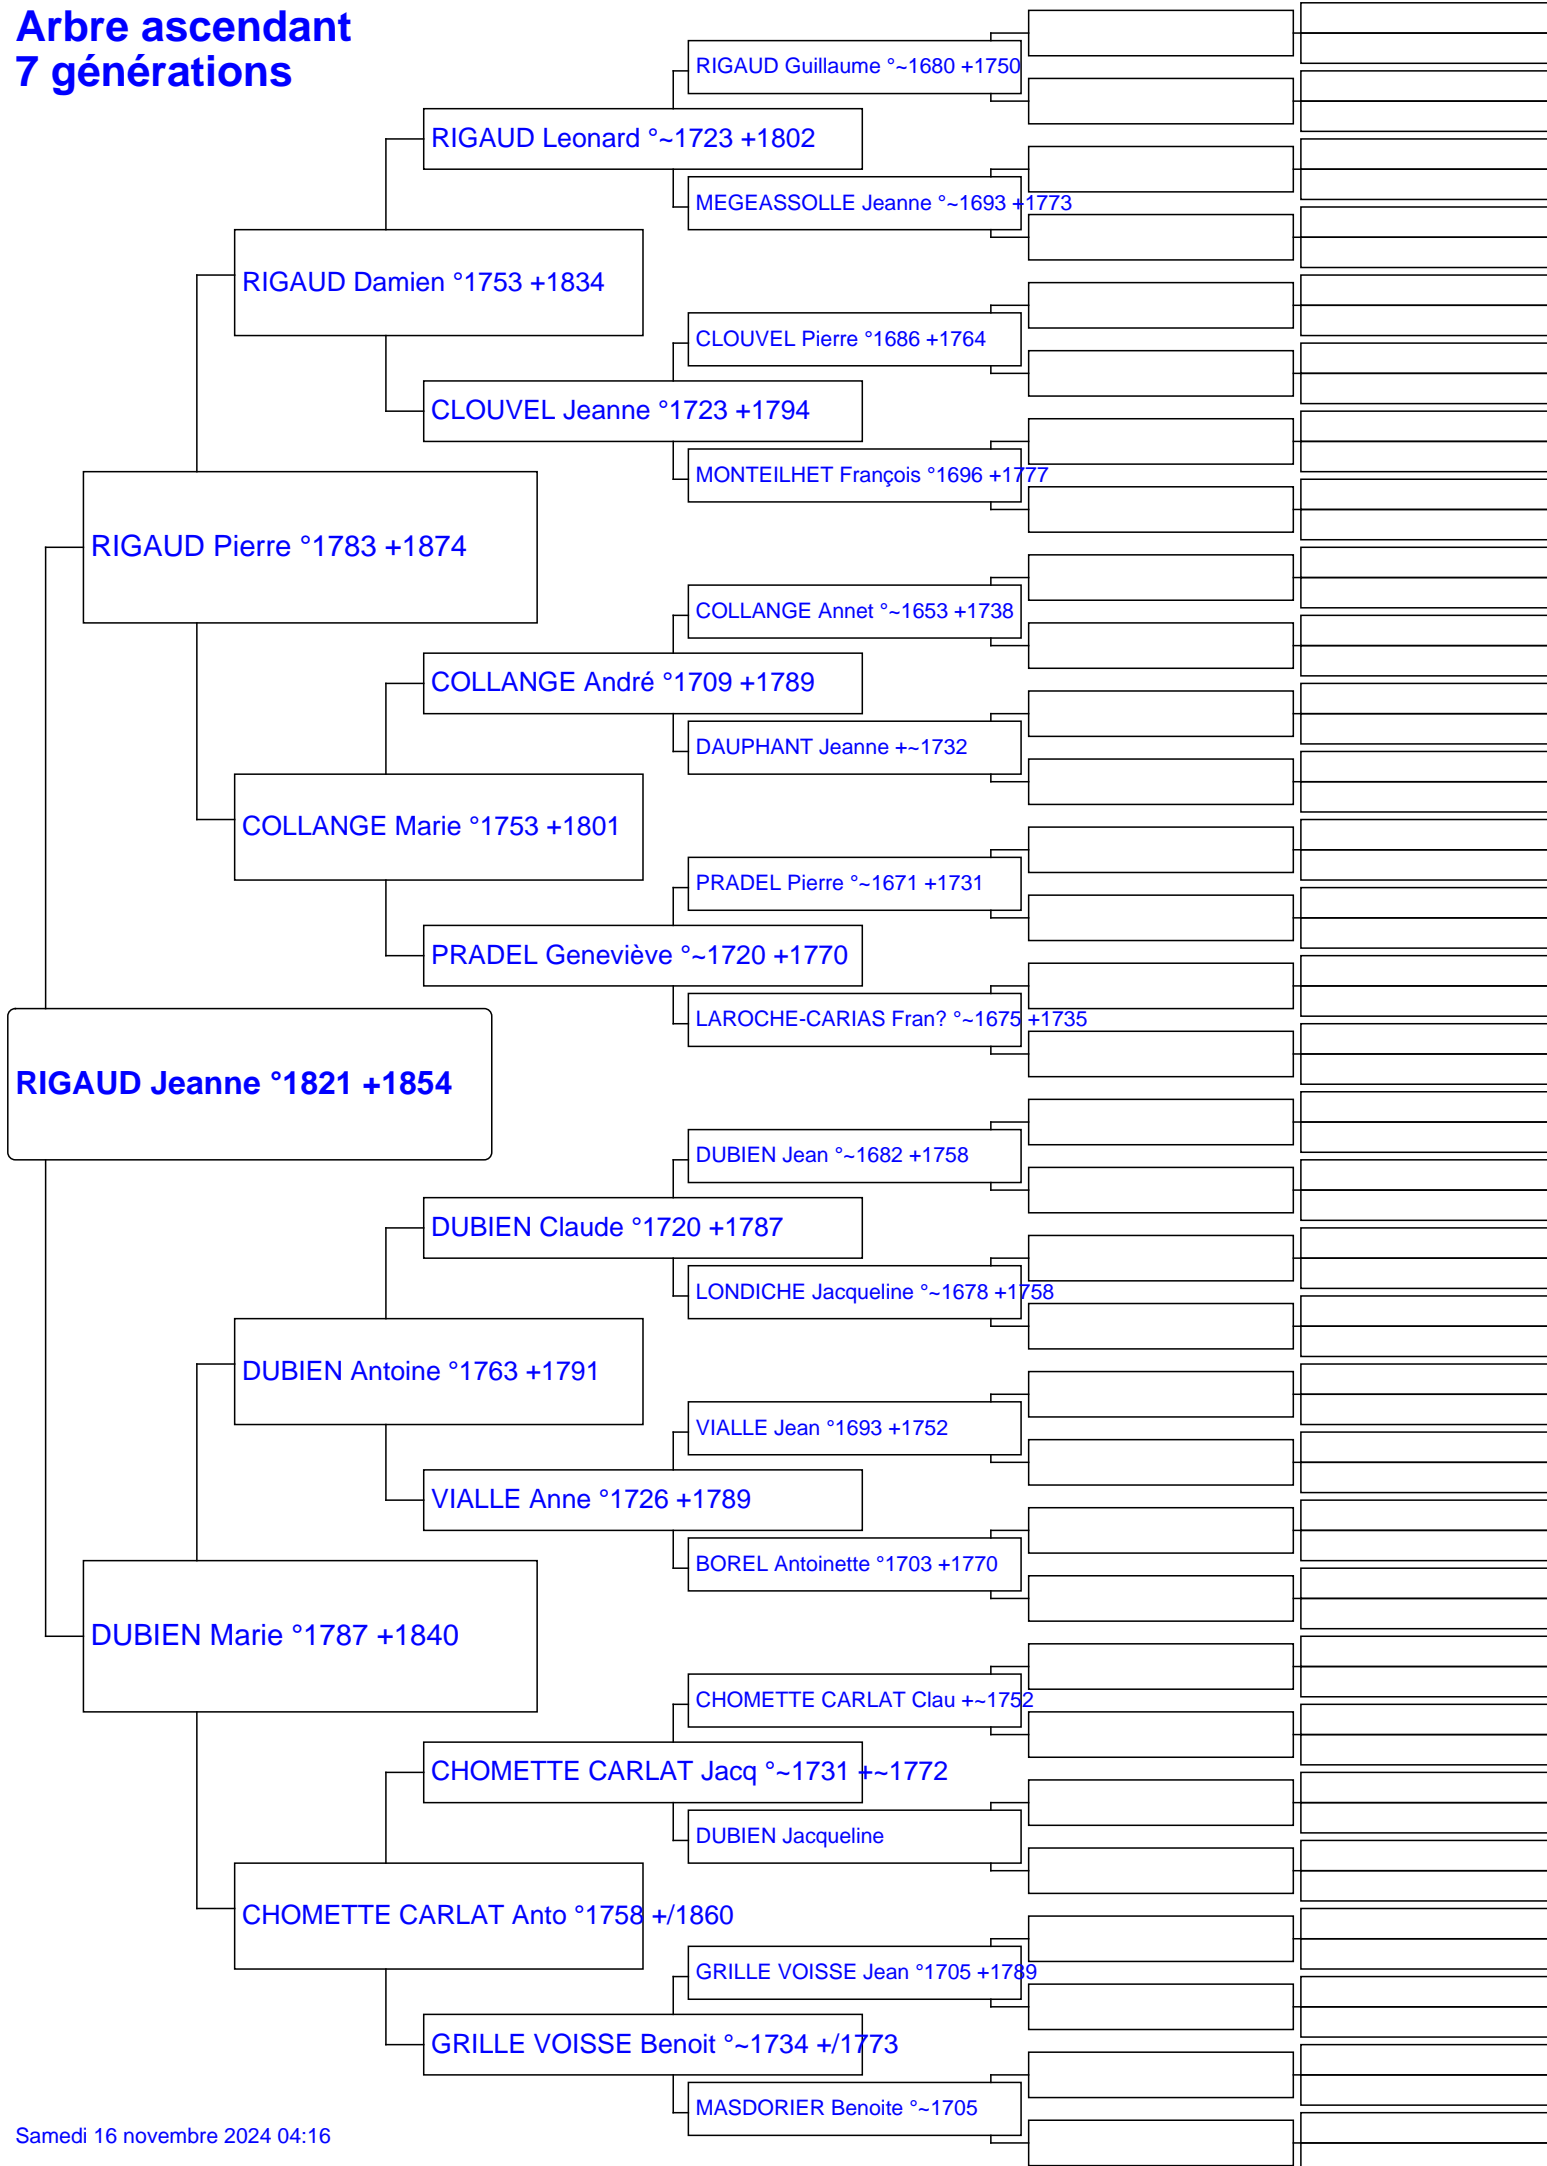 Arbre ascendant
7 générations
RIGAUD Guillaume °~1680 +1750
RIGAUD Leonard °~1723 +1802
MEGEASSOLLE Jeanne °~1693 +1773
RIGAUD Damien °1753 +1834
CLOUVEL Pierre °1686 +1764
CLOUVEL Jeanne °1723 +1794
MONTEILHET François °1696 +1777
RIGAUD Pierre °1783 +1874
COLLANGE Annet °~1653 +1738
COLLANGE André °1709 +1789
DAUPHANT Jeanne +~1732
COLLANGE Marie °1753 +1801
PRADEL Pierre °~1671 +1731
PRADEL Geneviève °~1720 +1770
LAROCHE-CARIAS Fran? °~1675 +1735
RIGAUD Jeanne °1821 +1854
DUBIEN Jean °~1682 +1758
DUBIEN Claude °1720 +1787
LONDICHE Jacqueline °~1678 +1758
DUBIEN Antoine °1763 +1791
VIALLE Jean °1693 +1752
VIALLE Anne °1726 +1789
BOREL Antoinette °1703 +1770
DUBIEN Marie °1787 +1840
CHOMETTE CARLAT Clau +~1752
CHOMETTE CARLAT Jacq °~1731 +~1772
DUBIEN Jacqueline
CHOMETTE CARLAT Anto °1758 +/1860
GRILLE VOISSE Jean °1705 +1789
GRILLE VOISSE Benoit °~1734 +/1773
MASDORIER Benoite °~1705
Samedi 16 novembre 2024 04:16